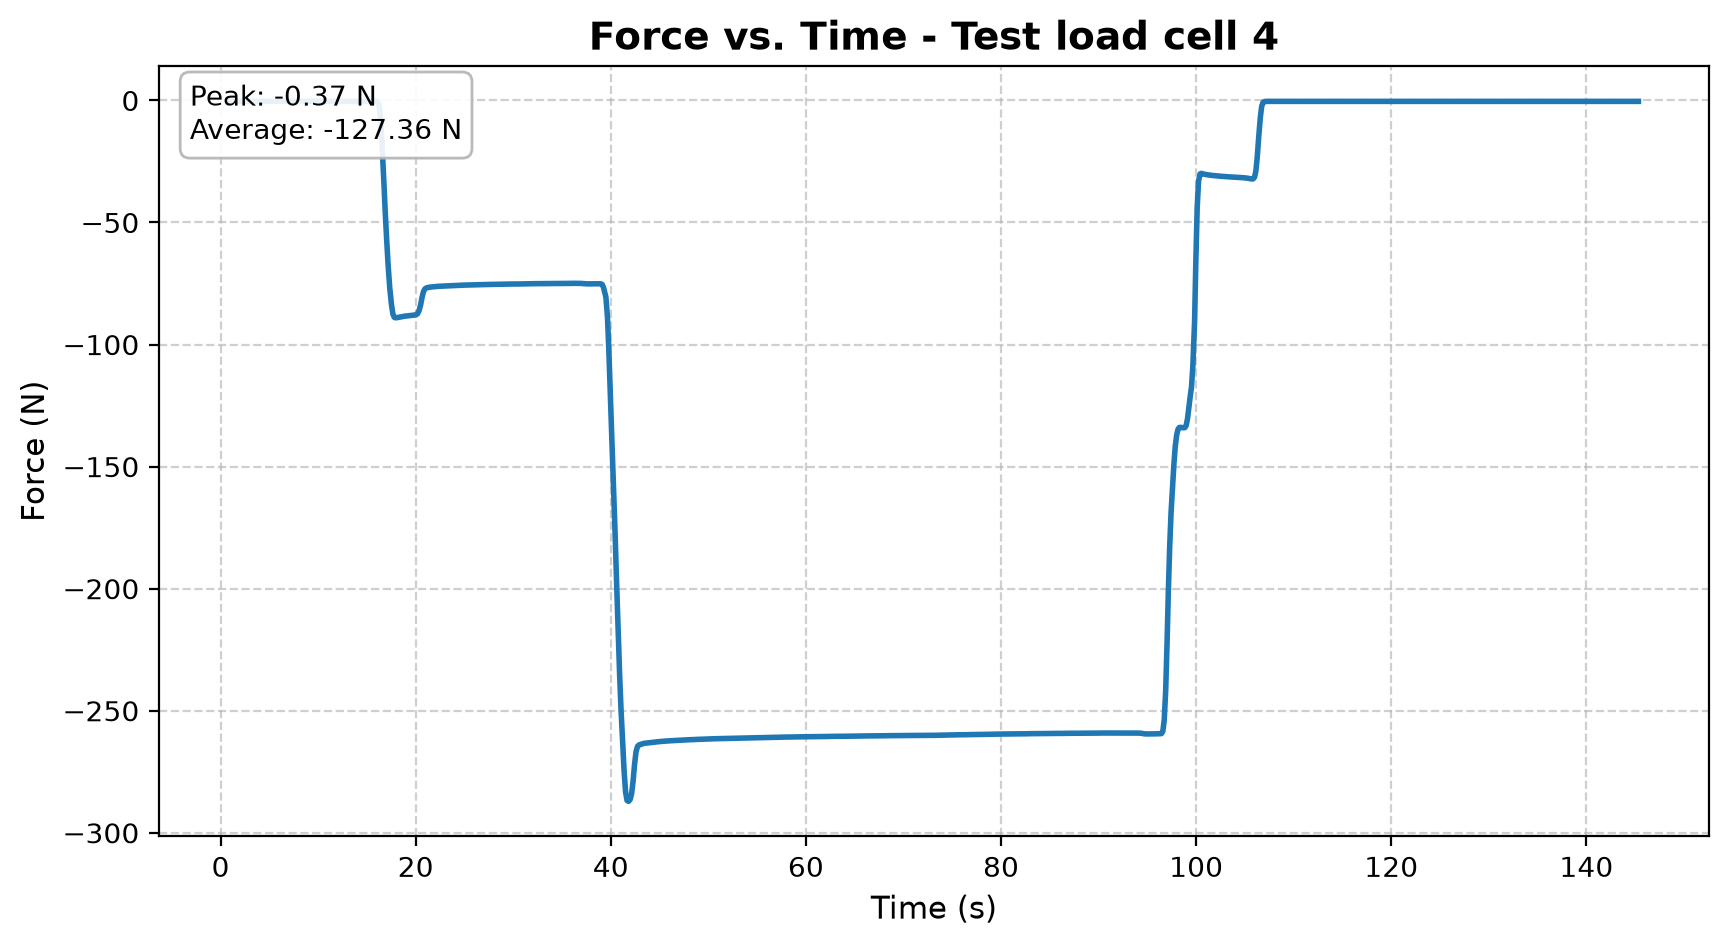 Force vs. Time - Test load cell 4
Peak: -0.37 N
Average: -127.36 N
0
−50
−100
−150
−200
−250
−300
Force (N)
0 20 40 60 80 100 120 140
Time (s)